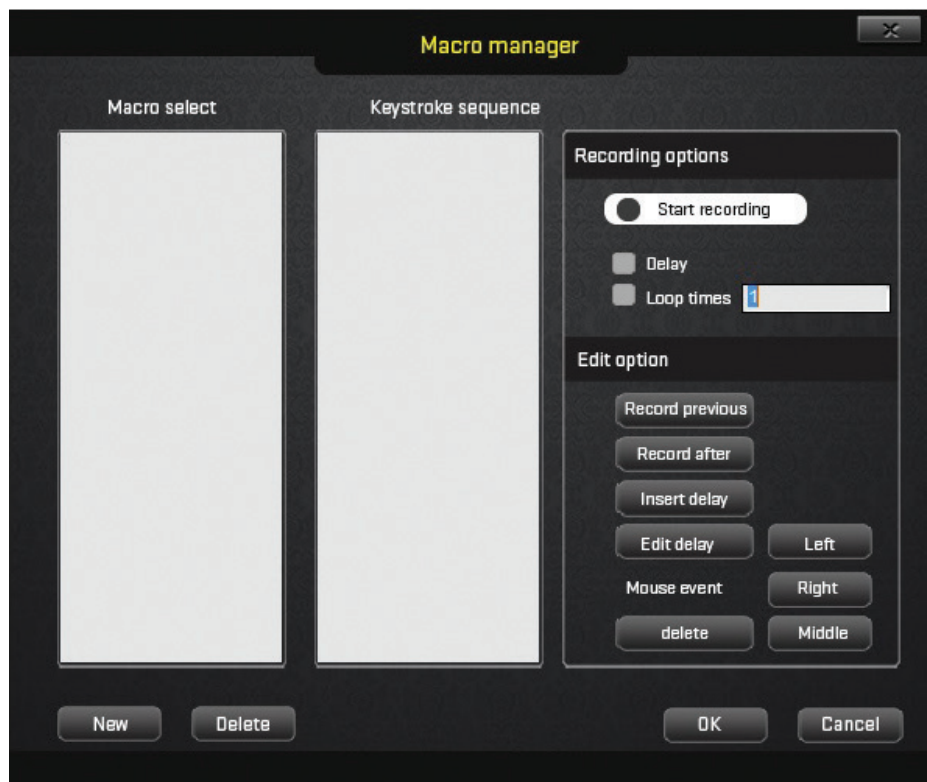 Macro manager
Macro select
Keystroke sequence
Recording options
Start recording
Delay
Loop times 1
Edit option
Record previous
Record after
Insert delay
Edit delay Left
Mouse event Right
delete Middle
New Delete OK Cancel